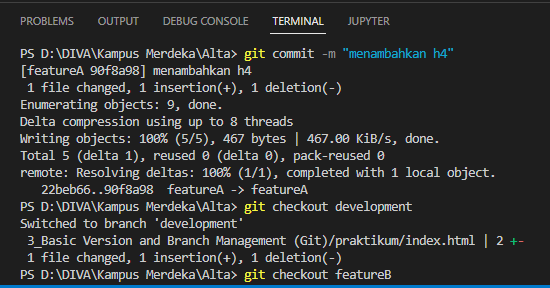 PROBLEMS OUTPUT DEBUG CONSOLE TERMINAL JUPYTER
PS D:\DIVA\Kampus Merdeka\Alta> git commit -m "menambahkan h4"
[featureA 90f8a98] menambahkan h4
 1 file changed, 1 insertion(+), 1 deletion(-)
Enumerating objects: 9, done.
Delta compression using up to 8 threads
Writing objects: 100% (5/5), 467 bytes | 467.00 KiB/s, done.
Total 5 (delta 1), reused 0 (delta 0), pack-reused 0
remote: Resolving deltas: 100% (1/1), completed with 1 local object.
   22beb66..90f8a98  featureA -> featureA
PS D:\DIVA\Kampus Merdeka\Alta> git checkout development
Switched to branch 'development'
 3_Basic Version and Branch Management (Git)/praktikum/index.html | 2 +-
 1 file changed, 1 insertion(+), 1 deletion(-)
PS D:\DIVA\Kampus Merdeka\Alta> git checkout featureB